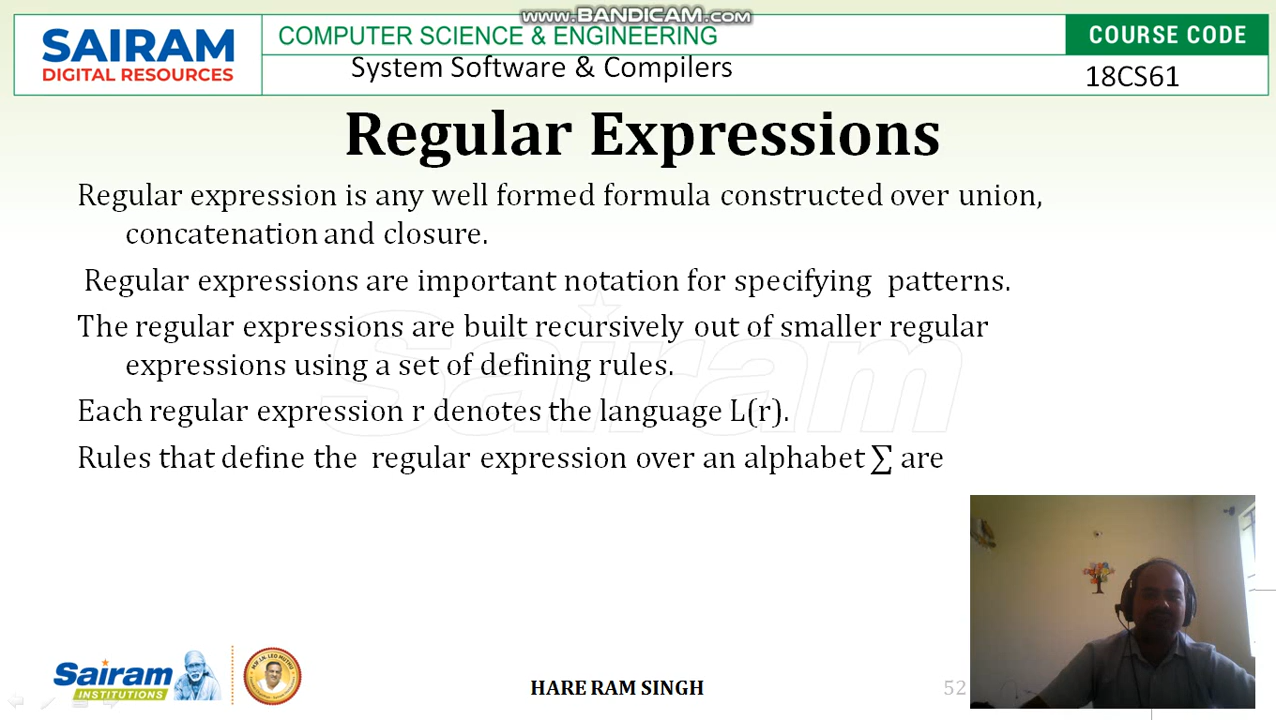 www.BANDICAM.com
SAIRAM
DIGITAL RESOURCES
COMPUTER SCIENCE & ENGINEERING
COURSE CODE
System Software & Compilers
18CS61
Regular Expressions
Regular expression is any well formed formula constructed over union,
concatenation and closure.
Regular expressions are important notation for specifying patterns.
The regular expressions are built recursively out of smaller regular
expressions using a set of defining rules.
Sairam
Each regular expression r denotes the language L(r).
Rules that define the regular expression over an alphabet ∑ are
Sairam
INSTITUTIONS
HARE RAM SINGH
52